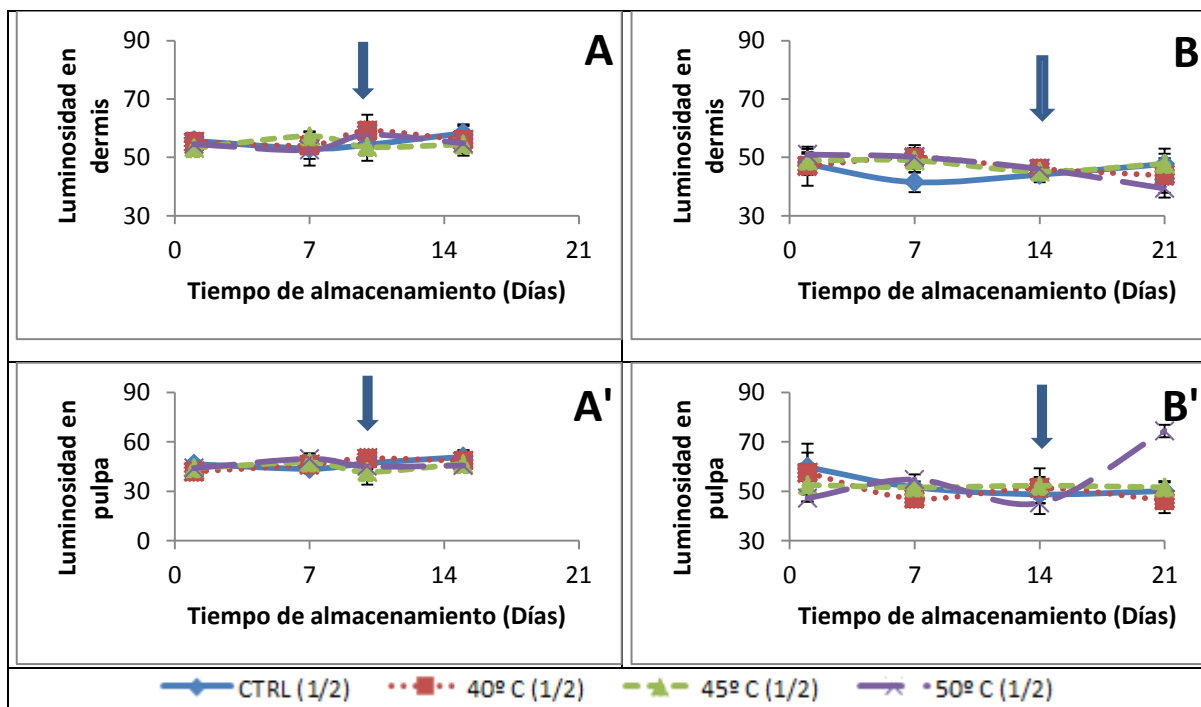 A
90
70
50
30
0
7
14
21
Luminosidad en
dermis
Tiempo de almacenamiento (Días)
B
90
70
50
30
0
7
14
21
Luminosidad en
dermis
Tiempo de almacenamiento (Días)
A'
90
60
30
0
0
7
14
21
Luminosidad en
pulpa
Tiempo de almacenamiento (Días)
B'
90
70
50
30
0
7
14
21
Luminosidad en
pulpa
Tiempo de almacenamiento (Días)
CTRL (1/2)
40º C (1/2)
45º C (1/2)
50º C (1/2)